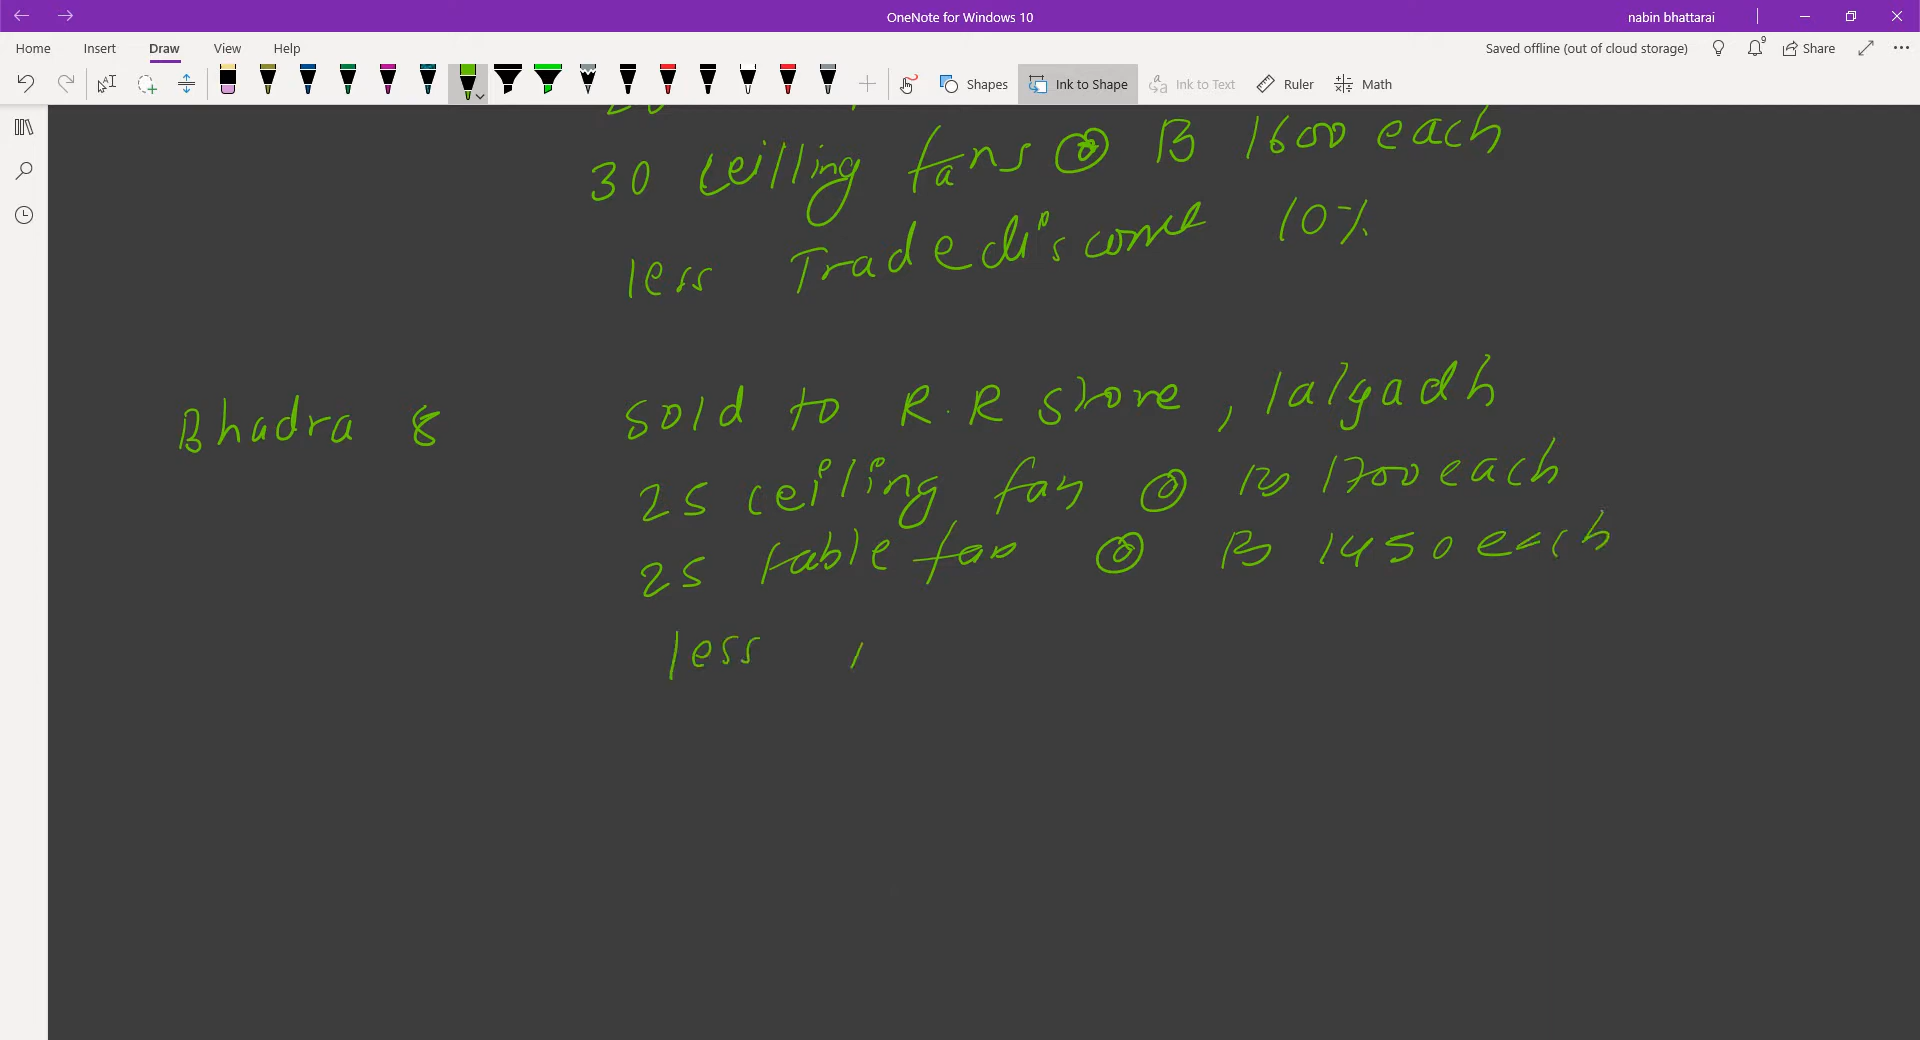 OneNote for Windows 10
nabin bhattarai
Home Insert Draw View Help
Saved offline (out of cloud storage) 9 Share
Shapes Ink to Shape Ink to Text Ruler Math
30 ceilling fans @ Rs 1600 each
less Trade discount 10%
Bhadra 8 sold to R.R store, lalgadh
25 ceiling fan @ Rs 1700 each
25 table fan @ Rs 1450 each
less